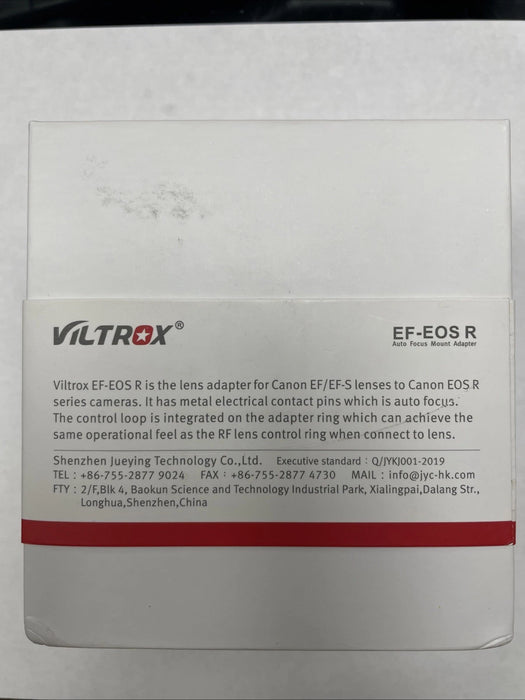 VILTROX®
EF-EOS R
Auto Focus Mount Adapter
Viltrox EF-EOS R is the lens adapter for Canon EF/EF-S lenses to Canon EOS R
series cameras. It has metal electrical contact pins which is auto focus.
The control loop is integrated on the adapter ring which can achieve the
same operational feel as the RF lens control ring when connect to lens.
Shenzhen Jueying Technology Co.,Ltd. Executive standard : Q/JYKJ001-2019
TEL : +86-755-2877 9024 FAX : +86-755-2877 4730 MAIL : info@jyc-hk.com
FTY : 2/F,Blk 4, Baokun Science and Technology Industrial Park, Xialingpai,Dalang Str.,
Longhua,Shenzhen,China